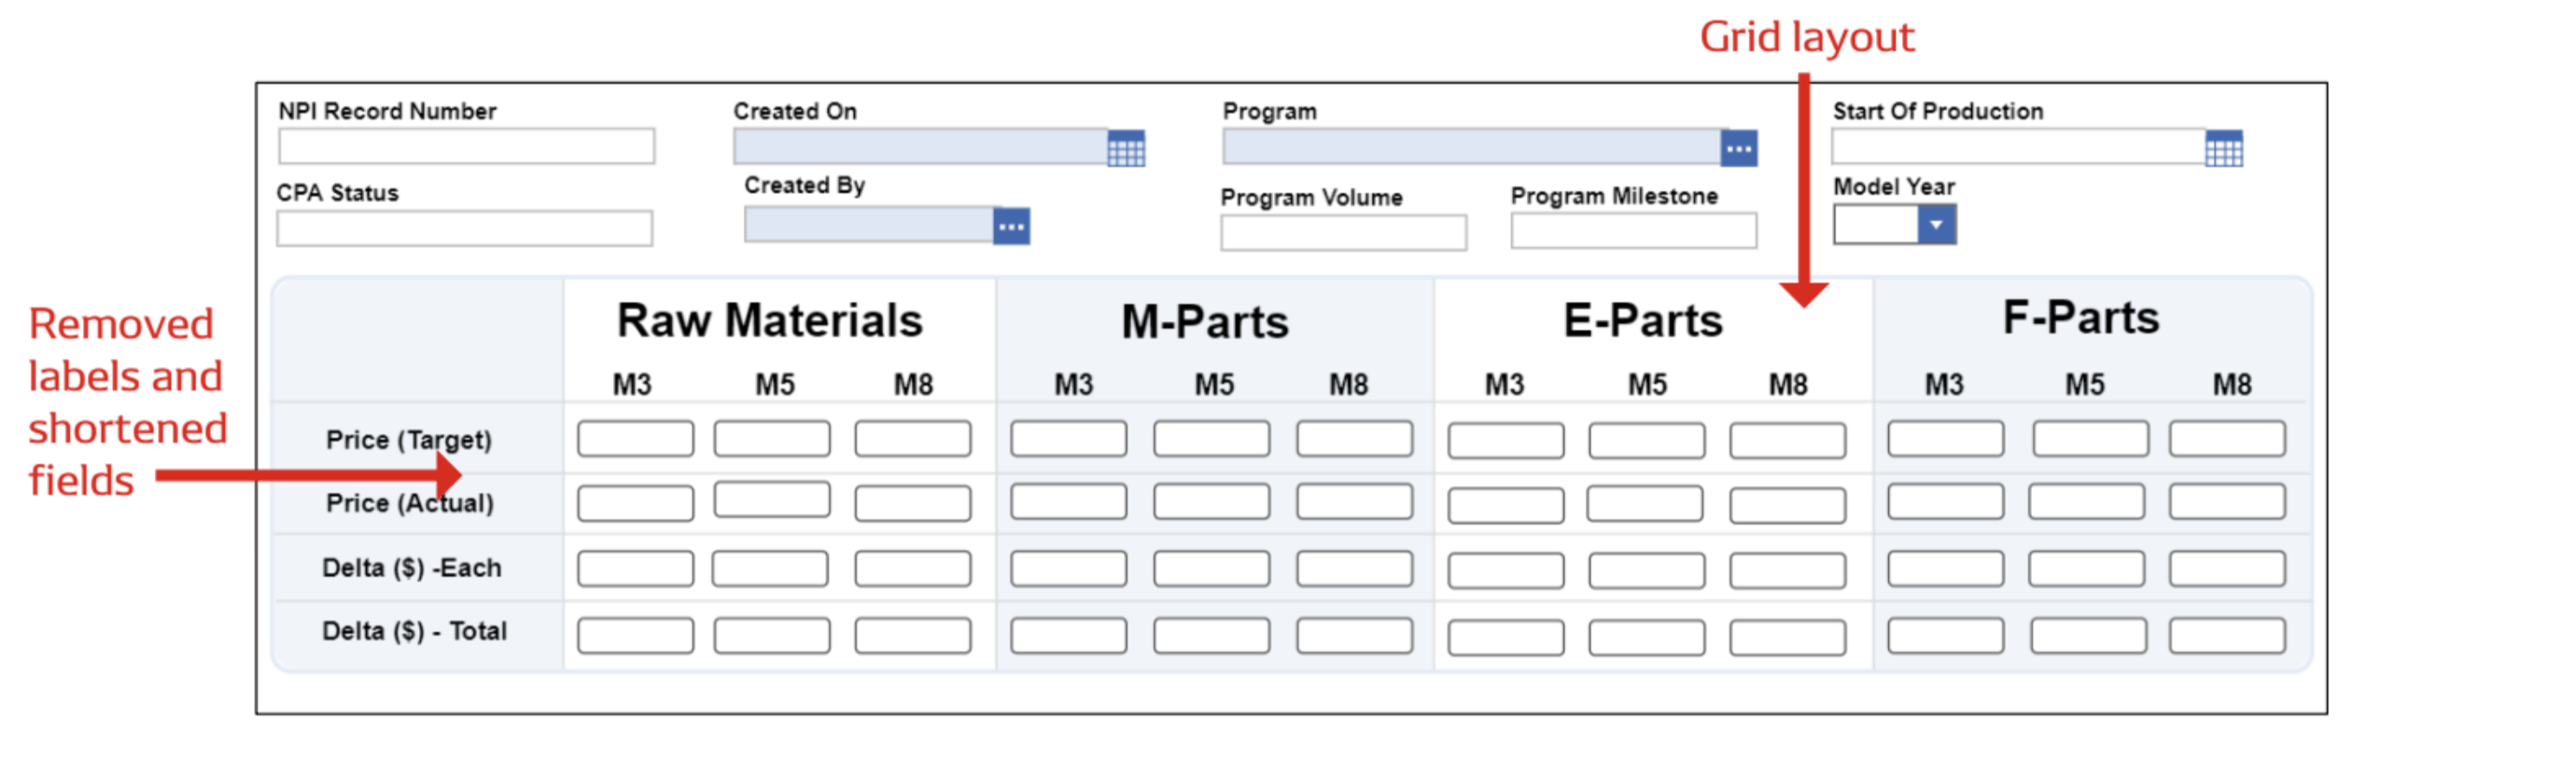 Grid layout
NPI Record Number
Created On
Program
Start Of Production
CPA Status
Created By
Program Volume
Program Milestone
Model Year
Removed
labels and
shortened
fields
Raw Materials
M-Parts
E-Parts
F-Parts
M3 M5 M8 M3 M5 M8 M3 M5 M8 M3 M5 M8
Price (Target)
Price (Actual)
Delta ($) -Each
Delta ($) - Total